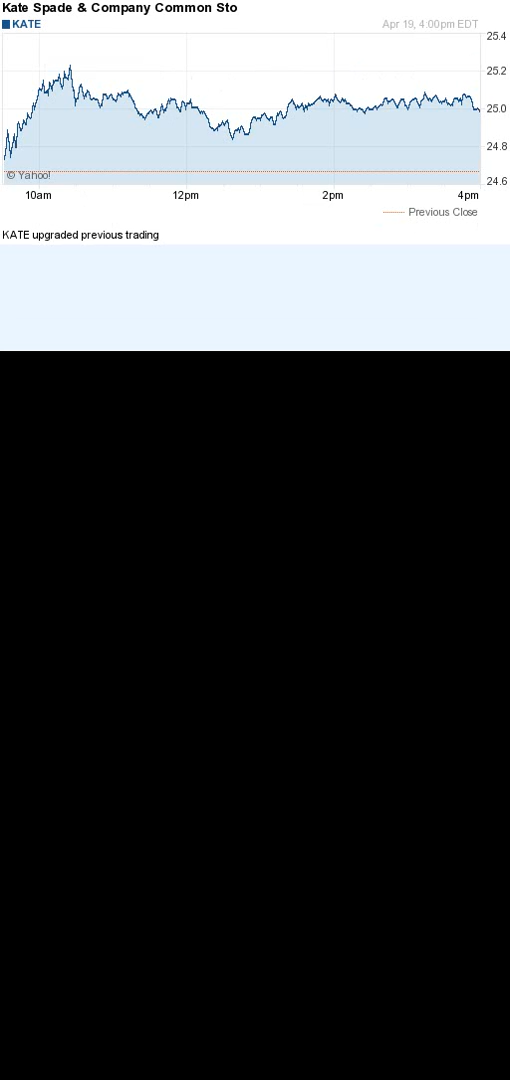 Kate Spade & Company Common Sto
KATE
Apr 19, 4:00pm EDT
25.4
25.2
25.0
24.8
24.6
© Yahoo!
10am 12pm 2pm 4pm
Previous Close
KATE upgraded previous trading